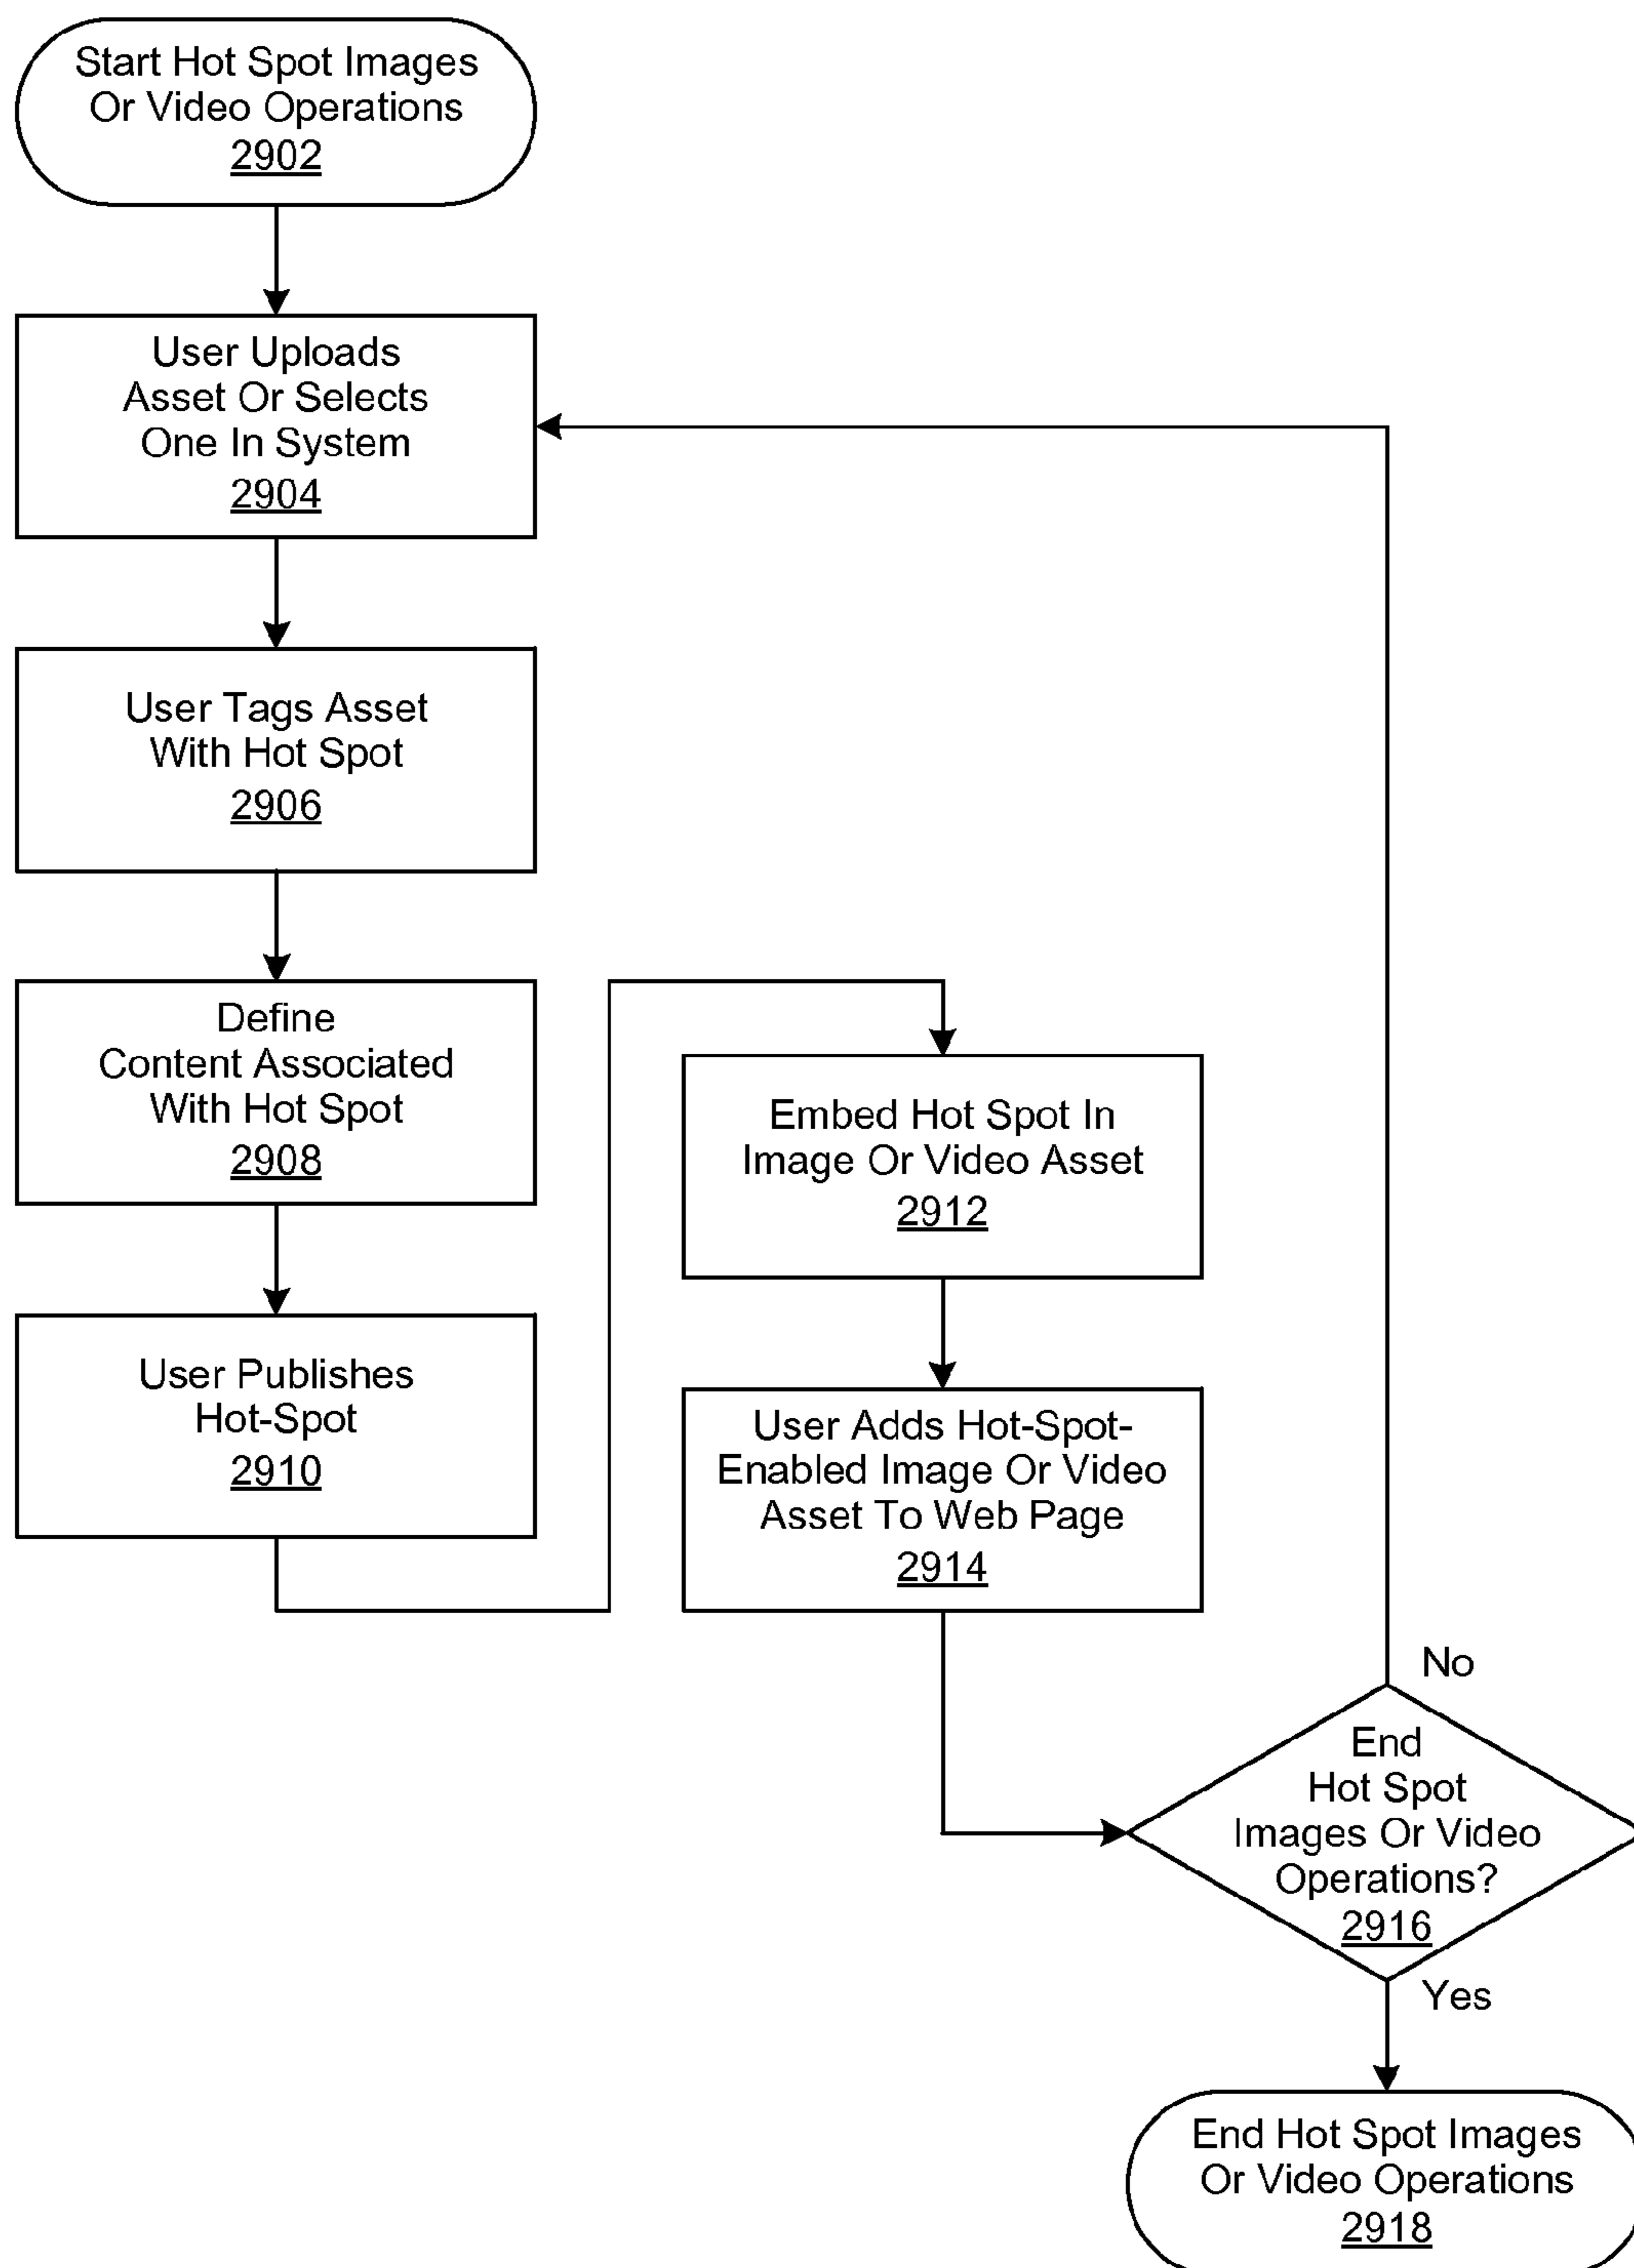 Start Hot Spot Images
Or Video Operations
2902
User Uploads
Asset Or Selects
One In System
2904
User Tags Asset
With Hot Spot
2906
Define
Content Associated
With Hot Spot
2908
User Publishes
Hot-Spot
2910
Embed Hot Spot In
Image Or Video Asset
2912
User Adds Hot-Spot-
Enabled Image Or Video
Asset To Web Page
2914
No
End
Hot Spot
Images Or Video
Operations?
2916
Yes
End Hot Spot Images
Or Video Operations
2918